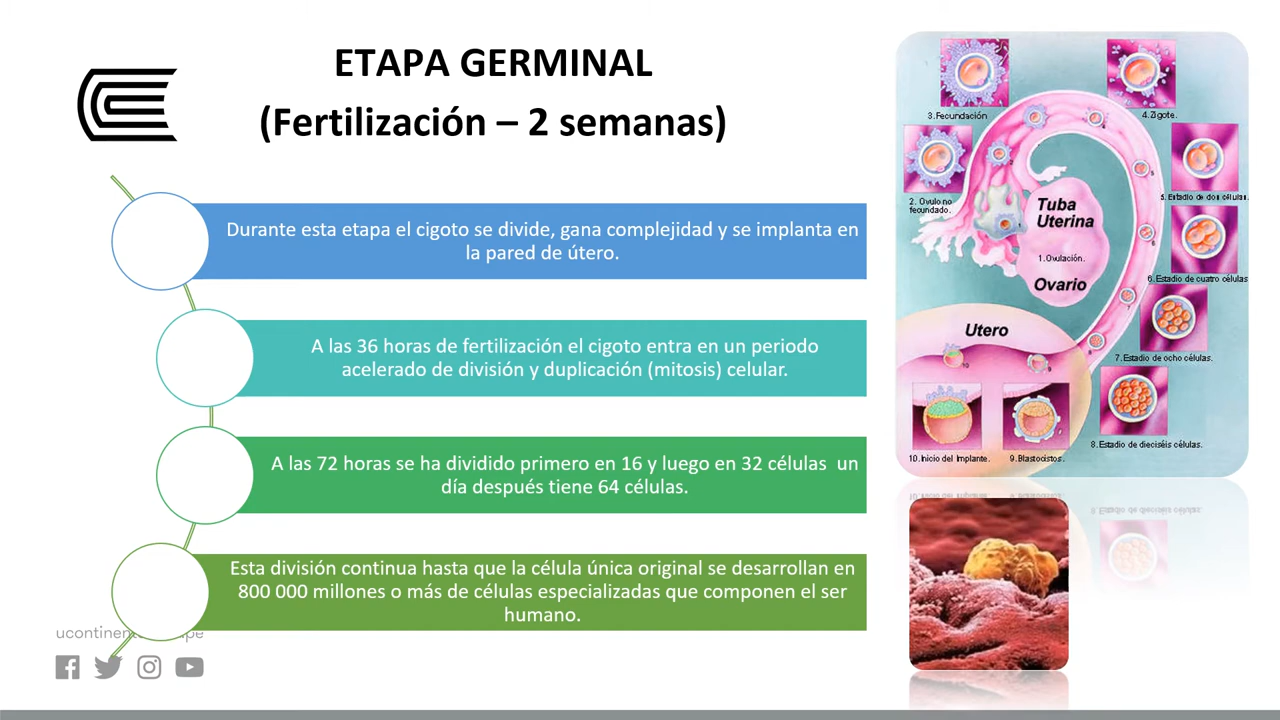 ETAPA GERMINAL
(Fertilización – 2 semanas)
Durante esta etapa el cigoto se divide, gana complejidad y se implanta en
la pared de útero.
A las 36 horas de fertilización el cigoto entra en un periodo
acelerado de división y duplicación (mitosis) celular.
A las 72 horas se ha dividido primero en 16 y luego en 32 células un
día después tiene 64 células.
Esta división continua hasta que la célula única original se desarrollan en
800 000 millones o más de células especializadas que componen el ser
humano.
3.Fecundación
4.Zigote.
2. Ovulo no
fecundado.
Tuba
Uterina
1.Ovulación.
Ovario
5. Estadio de dos células.
6.Estadio de cuatro células
Utero
7.Estadio de ocho células.
8.Estadio de dieciséis células.
10.Inicio del Implante.
9.Blastocistos.